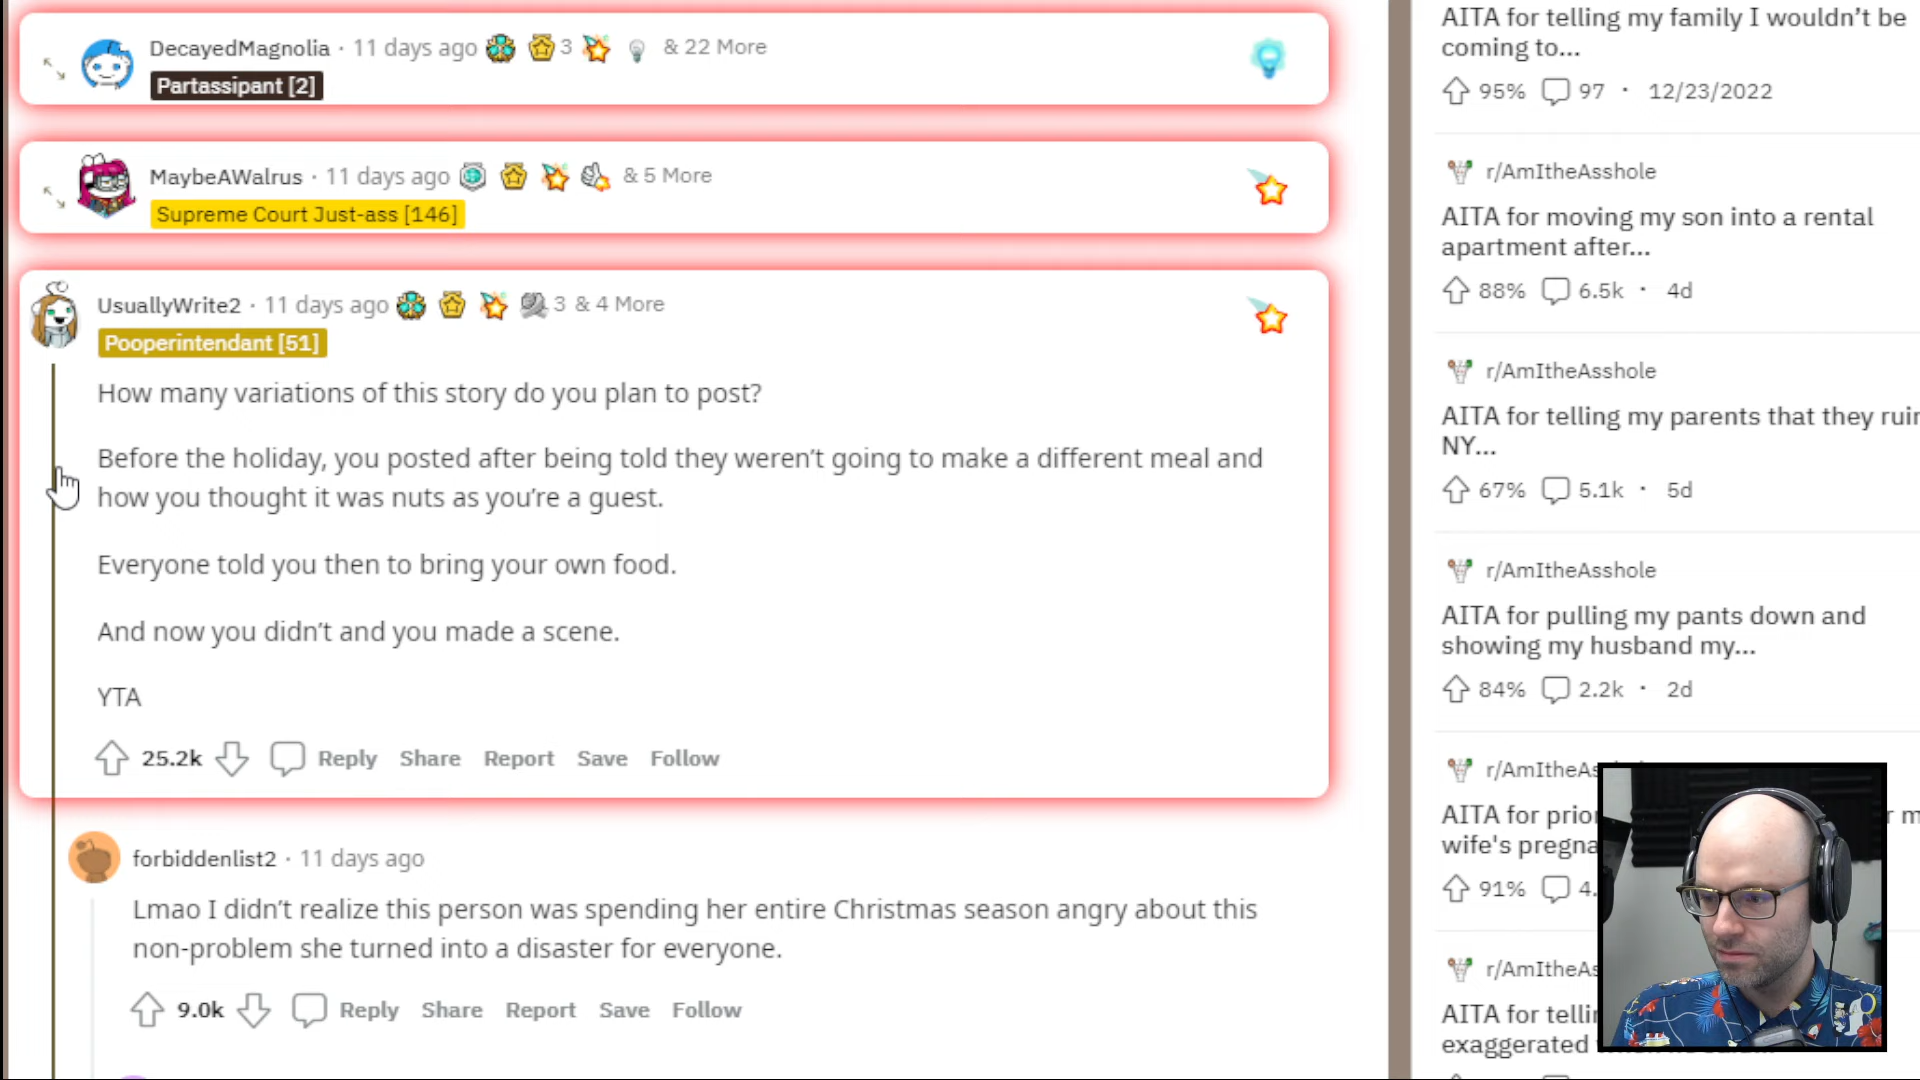 DecayedMagnolia · 11 days ago 3 & 22 More
Partassipant [2]
MaybeAWalrus · 11 days ago & 5 More
Supreme Court Just-ass [146]
UsuallyWrite2 · 11 days ago 3 & 4 More
Pooperintendant [51]
How many variations of this story do you plan to post?
Before the holiday, you posted after being told they weren't going to make a different meal and
how you thought it was nuts as you're a guest.
Everyone told you then to bring your own food.
And now you didn't and you made a scene.
YTA
25.2k Reply Share Report Save Follow
forbiddenlist2 · 11 days ago
Lmao I didn't realize this person was spending her entire Christmas season angry about this
non-problem she turned into a disaster for everyone.
9.0k Reply Share Report Save Follow
AITA for telling my family I wouldn't be
coming to...
95% 97 · 12/23/2022
r/AmItheAsshole
AITA for moving my son into a rental
apartment after...
88% 6.5k · 4d
r/AmItheAsshole
AITA for telling my parents that they ruin
NY...
67% 5.1k · 5d
r/AmItheAsshole
AITA for pulling my pants down and
showing my husband my...
84% 2.2k · 2d
r/AmItheAs
AITA for prior
wife's pregna
91% 4.
r/AmItheAs
AITA for tellin
exaggerated